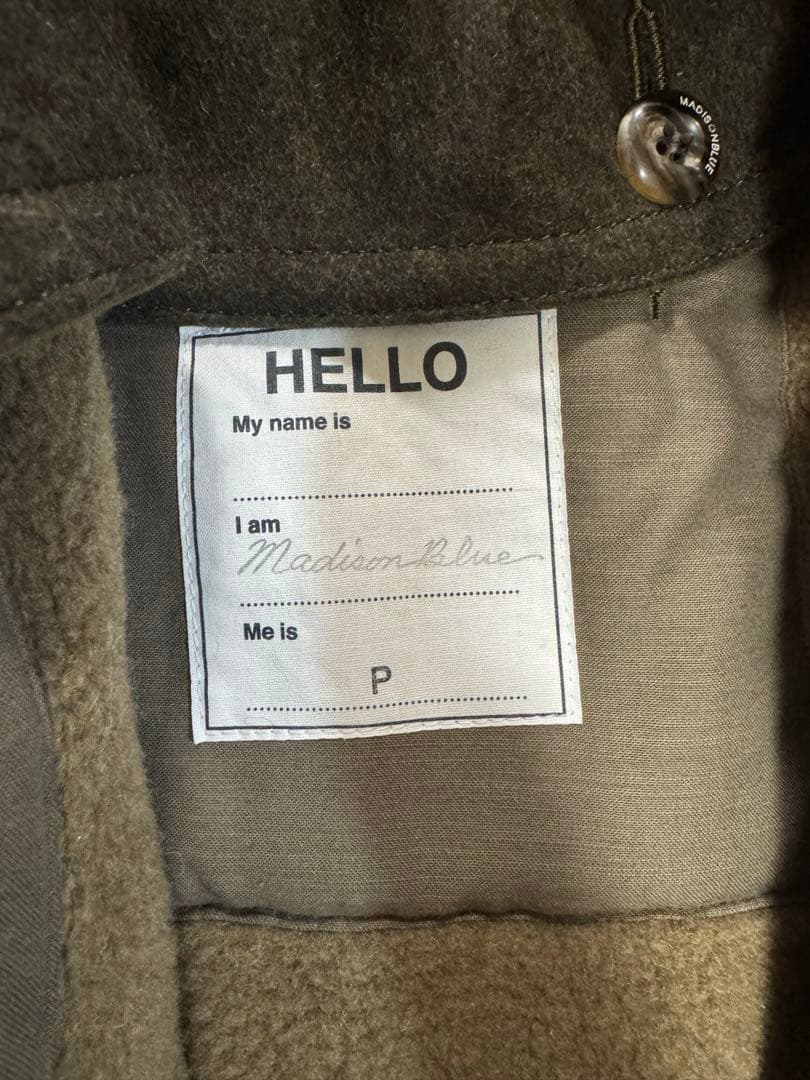 MADISONBLUE
HELLO
My name is
I am
Madison Blue
Me is
P